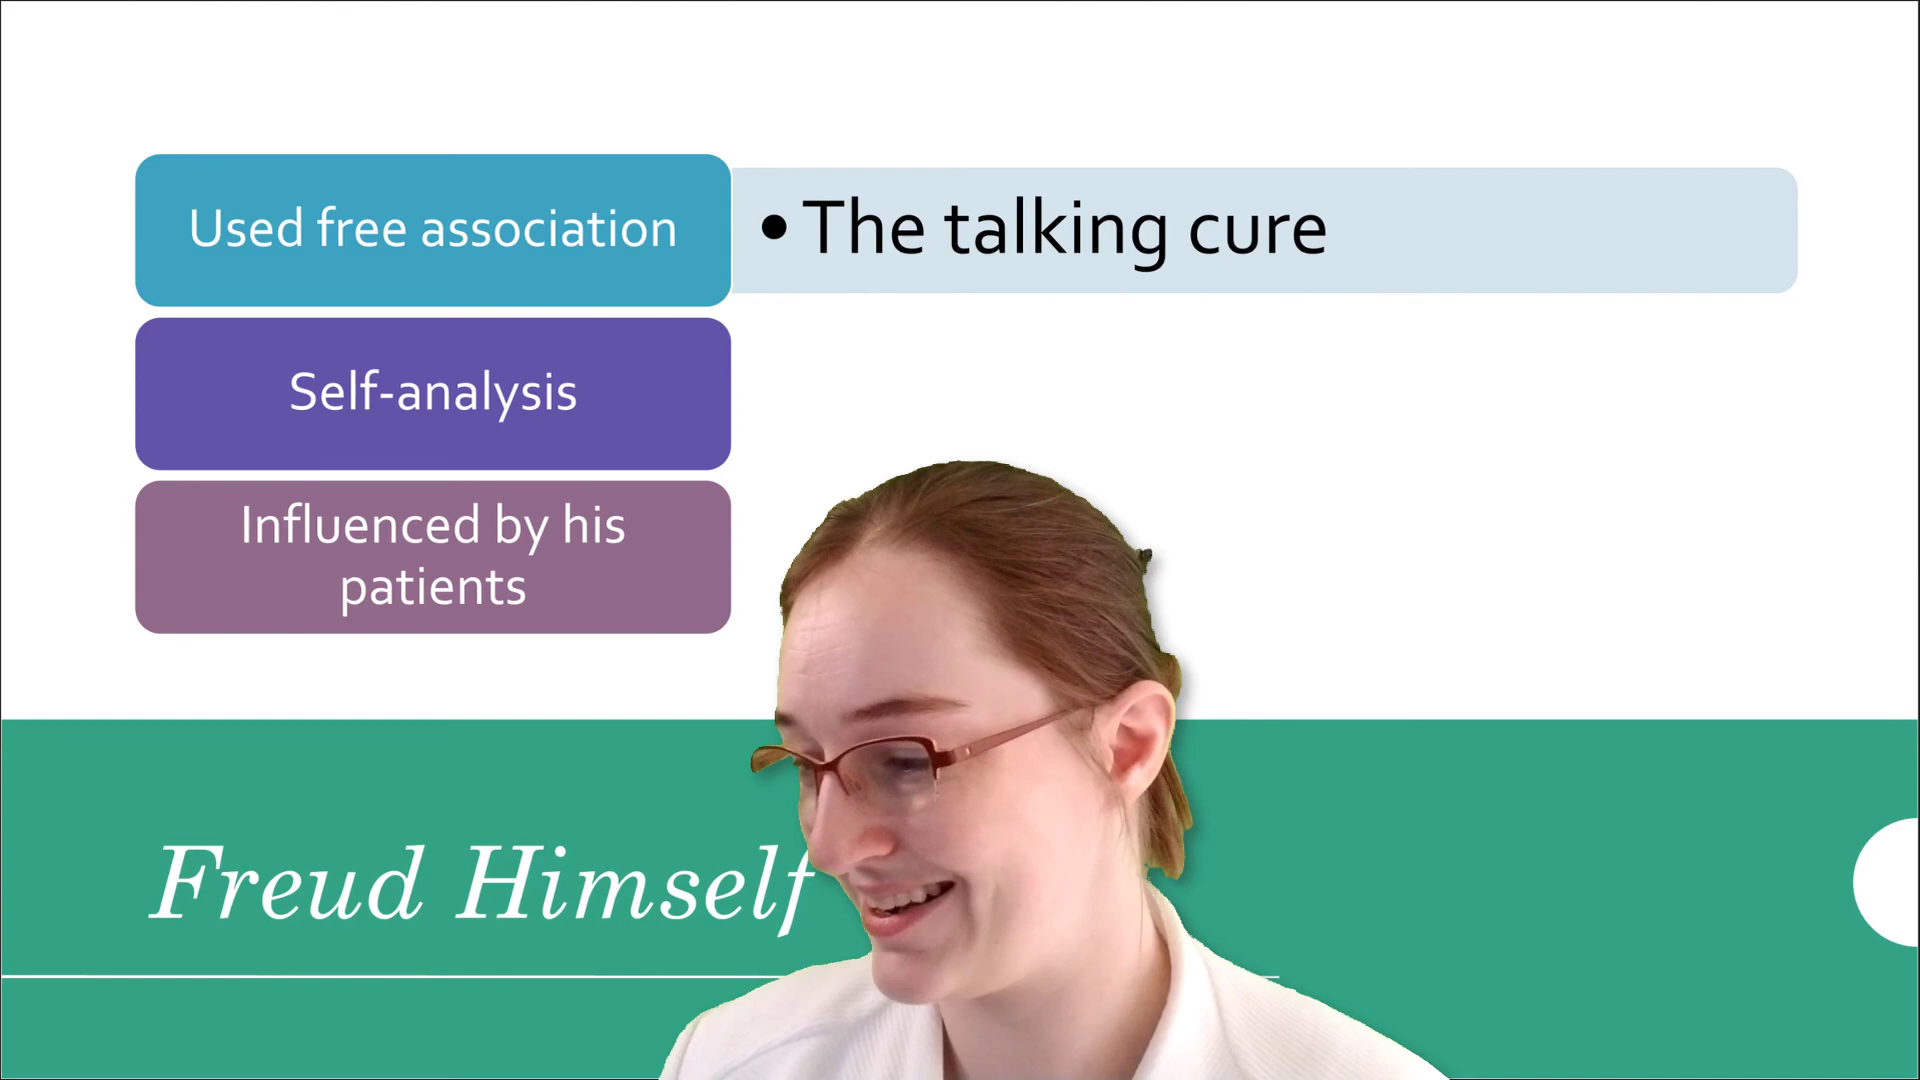 Used free association
• The talking cure
Self-analysis
Influenced by his
patients
Freud Himself